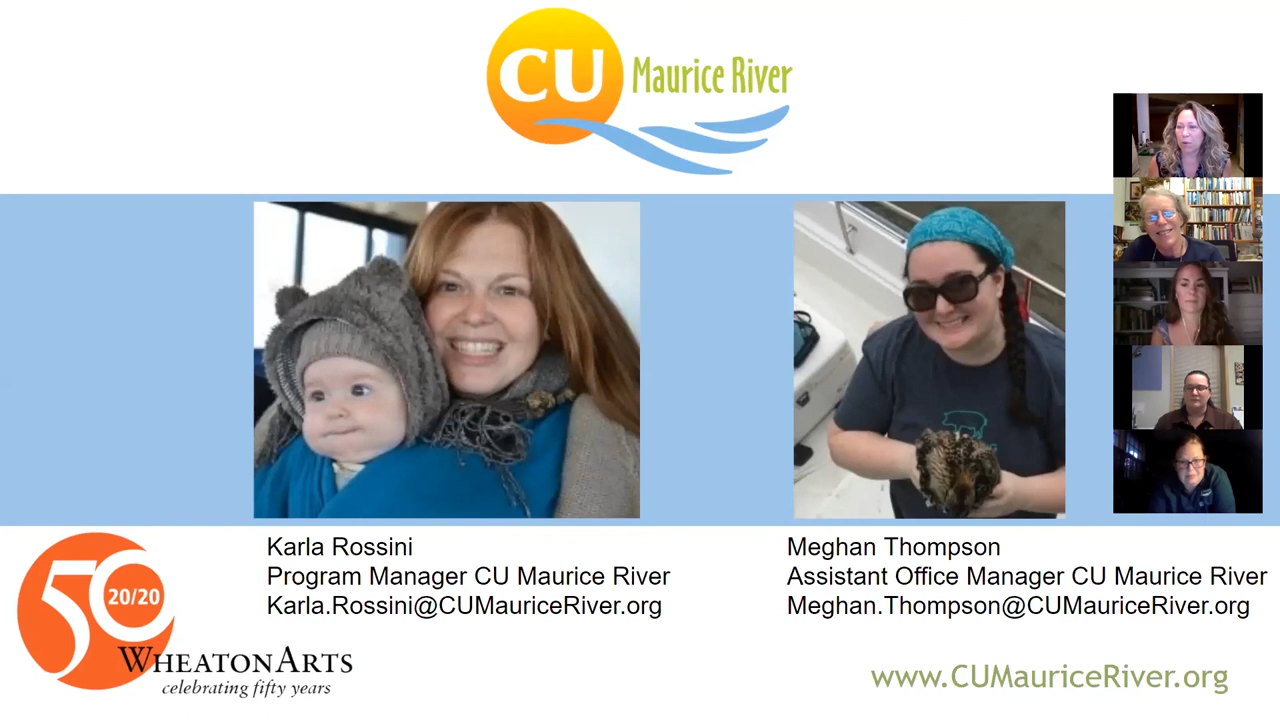 CU Maurice River
Karla Rossini
Program Manager CU Maurice River
Karla.Rossini@CUMauriceRiver.org
Meghan Thompson
Assistant Office Manager CU Maurice River
Meghan.Thompson@CUMauriceRiver.org
50
20/20
WHEATONARTS
celebrating fifty years
www.CUMauriceRiver.org